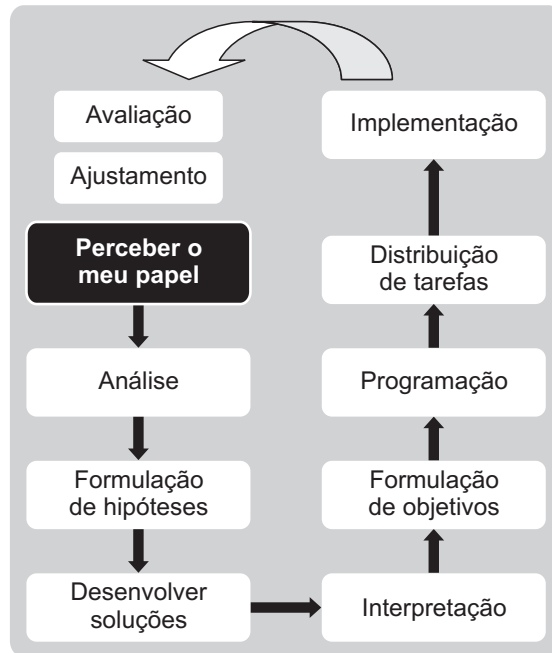 Avaliação
Ajustamento
Perceber o
meu papel
Análise
Formulação
de hipóteses
Desenvolver
soluções
Interpretação
Formulação
de objetivos
Programação
Distribuição
de tarefas
Implementação